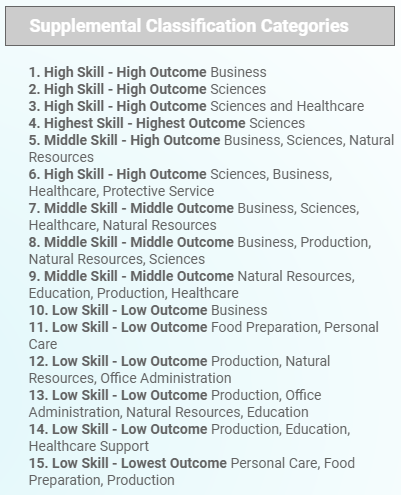 Supplemental Classification Categories
1. High Skill - High Outcome Business
2. High Skill - High Outcome Sciences
3. High Skill - High Outcome Sciences and Healthcare
4. Highest Skill - Highest Outcome Sciences
5. Middle Skill - High Outcome Business, Sciences, Natural
Resources
6. High Skill - High Outcome Sciences, Business,
Healthcare, Protective Service
7. Middle Skill - Middle Outcome Business, Sciences,
Healthcare, Natural Resources
8. Middle Skill - Middle Outcome Business, Production,
Natural Resources, Sciences
9. Middle Skill - Middle Outcome Natural Resources,
Education, Production, Healthcare
10. Low Skill - Low Outcome Business
11. Low Skill - Low Outcome Food Preparation, Personal
Care
12. Low Skill - Low Outcome Production, Natural
Resources, Office Administration
13. Low Skill - Low Outcome Production, Office
Administration, Natural Resources, Education
14. Low Skill - Low Outcome Production, Education,
Healthcare Support
15. Low Skill - Lowest Outcome Personal Care, Food
Preparation, Production